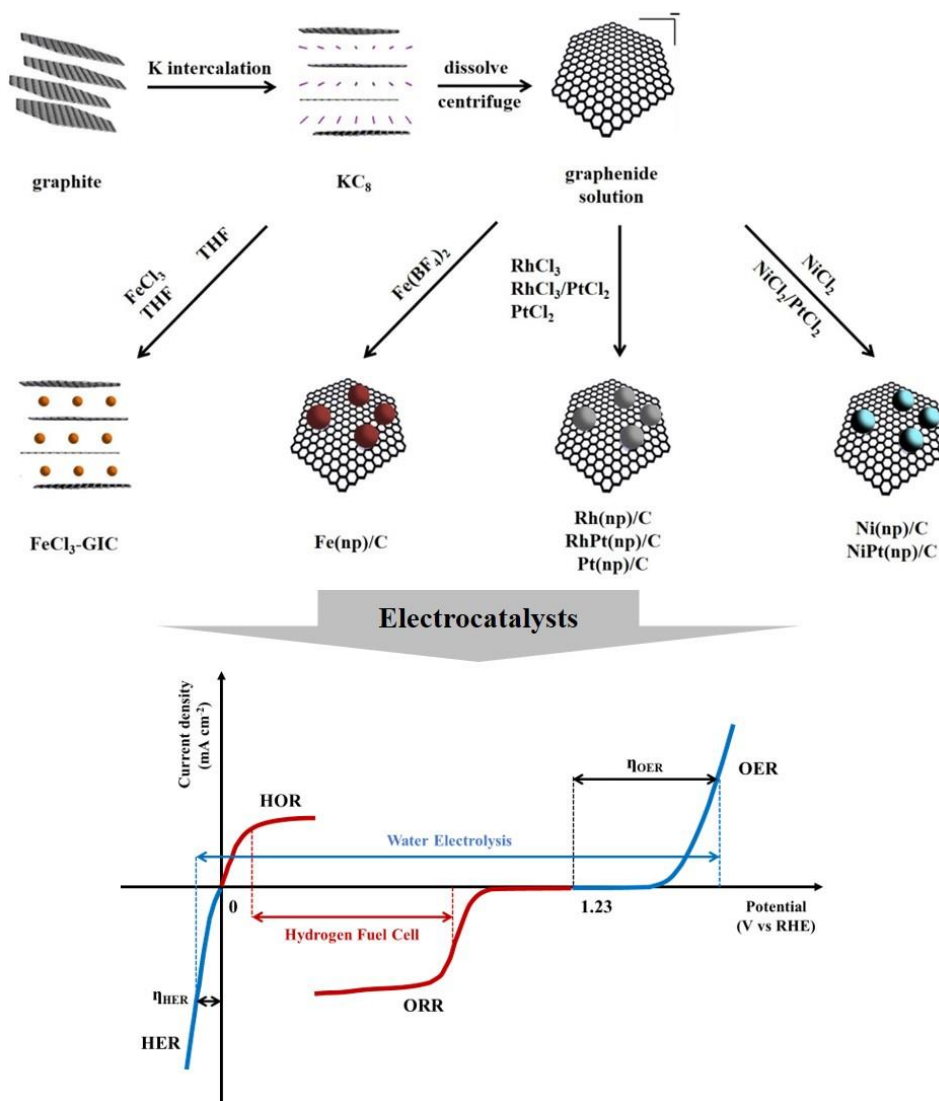 K intercalation
dissolve
centrifuge
−
graphite
KC₈
graphenide
solution
FeCl₃
THF
THF
Fe(BF₄)₂
RhCl₃
RhCl₃/PtCl₂
PtCl₂
NiCl₂
NiCl₂/PtCl₂
FeCl₃-GIC
Fe(np)/C
Rh(np)/C
RhPt(np)/C
Pt(np)/C
Ni(np)/C
NiPt(np)/C
Electrocatalysts
Current density
(mA cm⁻²)
HOR
ηOER
OER
Water Electrolysis
0
1.23
Potential
(V vs RHE)
Hydrogen Fuel Cell
ηHER
ORR
HER